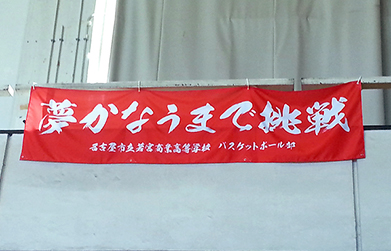 夢かなうまで挑戦
名古屋市立若宮商業高等学校 バスケットボール部